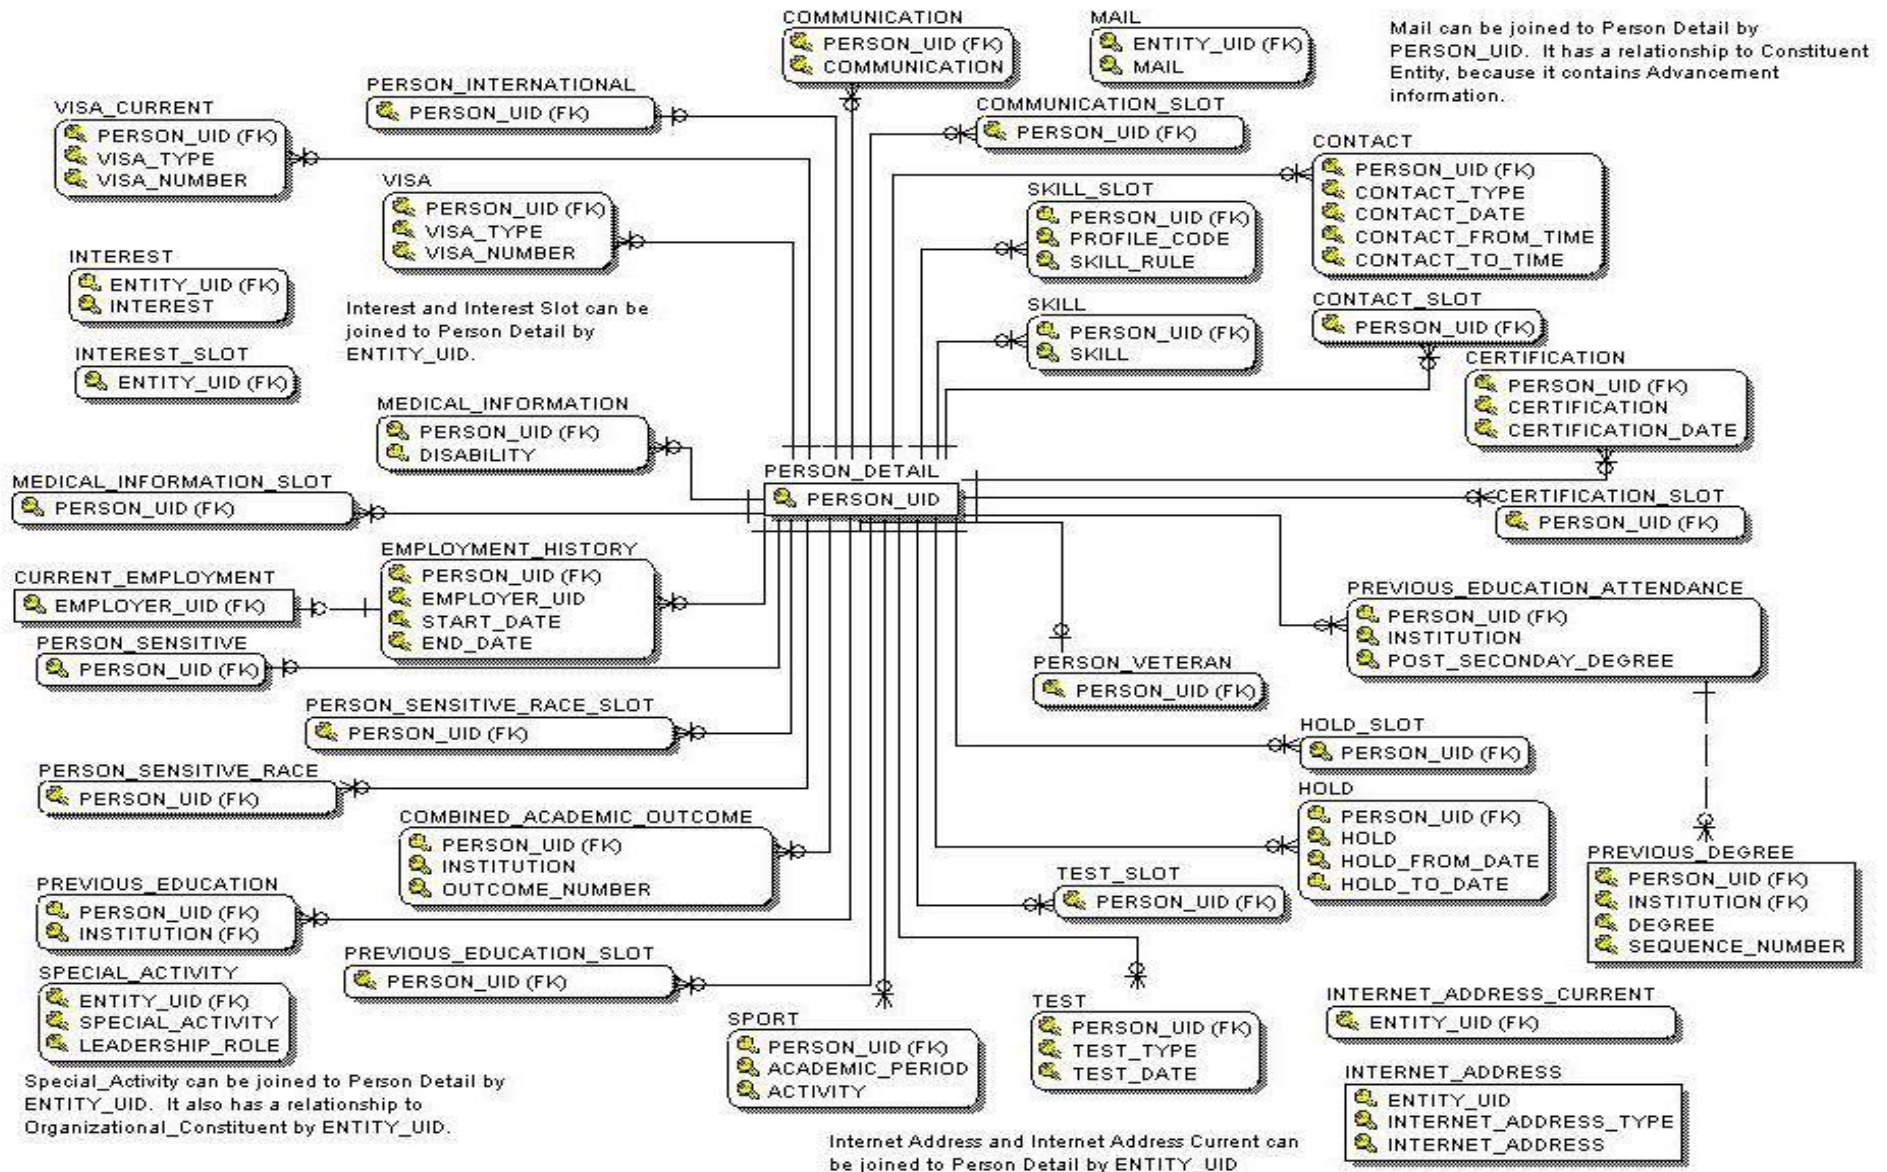 COMMUNICATION
PERSON_UID (FK)
COMMUNICATION
MAIL
ENTITY_UID (FK)
MAIL
Mail can be joined to Person Detail by
PERSON_UID. It has a relationship to Constituent
Entity, because it contains Advancement
information.
PERSON_INTERNATIONAL
PERSON_UID (FK)
VISA_CURRENT
PERSON_UID (FK)
VISA_TYPE
VISA_NUMBER
COMMUNICATION_SLOT
PERSON_UID (FK)
CONTACT
PERSON_UID (FK)
CONTACT_TYPE
CONTACT_DATE
CONTACT_FROM_TIME
CONTACT_TO_TIME
VISA
PERSON_UID (FK)
VISA_TYPE
VISA_NUMBER
SKILL_SLOT
PERSON_UID (FK)
PROFILE_CODE
SKILL_RULE
INTEREST
ENTITY_UID (FK)
INTEREST
Interest and Interest Slot can be
joined to Person Detail by
ENTITY_UID.
INTEREST_SLOT
ENTITY_UID (FK)
SKILL
PERSON_UID (FK)
SKILL
CONTACT_SLOT
PERSON_UID (FK)
CERTIFICATION
PERSON_UID (FK)
CERTIFICATION
CERTIFICATION_DATE
MEDICAL_INFORMATION
PERSON_UID (FK)
DISABILITY
PERSON_DETAIL
PERSON_UID
MEDICAL_INFORMATION_SLOT
PERSON_UID (FK)
CERTIFICATION_SLOT
PERSON_UID (FK)
EMPLOYMENT_HISTORY
PERSON_UID (FK)
EMPLOYER_UID
START_DATE
END_DATE
CURRENT_EMPLOYMENT
EMPLOYER_UID (FK)
PREVIOUS_EDUCATION_ATTENDANCE
PERSON_UID (FK)
INSTITUTION
POST_SECONDAY_DEGREE
PERSON_SENSITIVE
PERSON_UID (FK)
PERSON_VETERAN
PERSON_UID (FK)
PERSON_SENSITIVE_RACE_SLOT
PERSON_UID (FK)
HOLD_SLOT
PERSON_UID (FK)
PERSON_SENSITIVE_RACE
PERSON_UID (FK)
HOLD
PERSON_UID (FK)
HOLD
HOLD_FROM_DATE
HOLD_TO_DATE
COMBINED_ACADEMIC_OUTCOME
PERSON_UID (FK)
INSTITUTION
OUTCOME_NUMBER
PREVIOUS_DEGREE
PERSON_UID (FK)
INSTITUTION (FK)
DEGREE
SEQUENCE_NUMBER
PREVIOUS_EDUCATION
PERSON_UID (FK)
INSTITUTION (FK)
TEST_SLOT
PERSON_UID (FK)
PREVIOUS_EDUCATION_SLOT
PERSON_UID (FK)
SPECIAL_ACTIVITY
ENTITY_UID (FK)
SPECIAL_ACTIVITY
LEADERSHIP_ROLE
Special_Activity can be joined to Person Detail by
ENTITY_UID. It also has a relationship to
Organizational_Constituent by ENTITY_UID.
SPORT
PERSON_UID (FK)
ACADEMIC_PERIOD
ACTIVITY
TEST
PERSON_UID (FK)
TEST_TYPE
TEST_DATE
INTERNET_ADDRESS_CURRENT
ENTITY_UID (FK)
INTERNET_ADDRESS
ENTITY_UID
INTERNET_ADDRESS_TYPE
INTERNET_ADDRESS
Internet Address and Internet Address Current can
be joined to Person Detail by ENTITY_UID